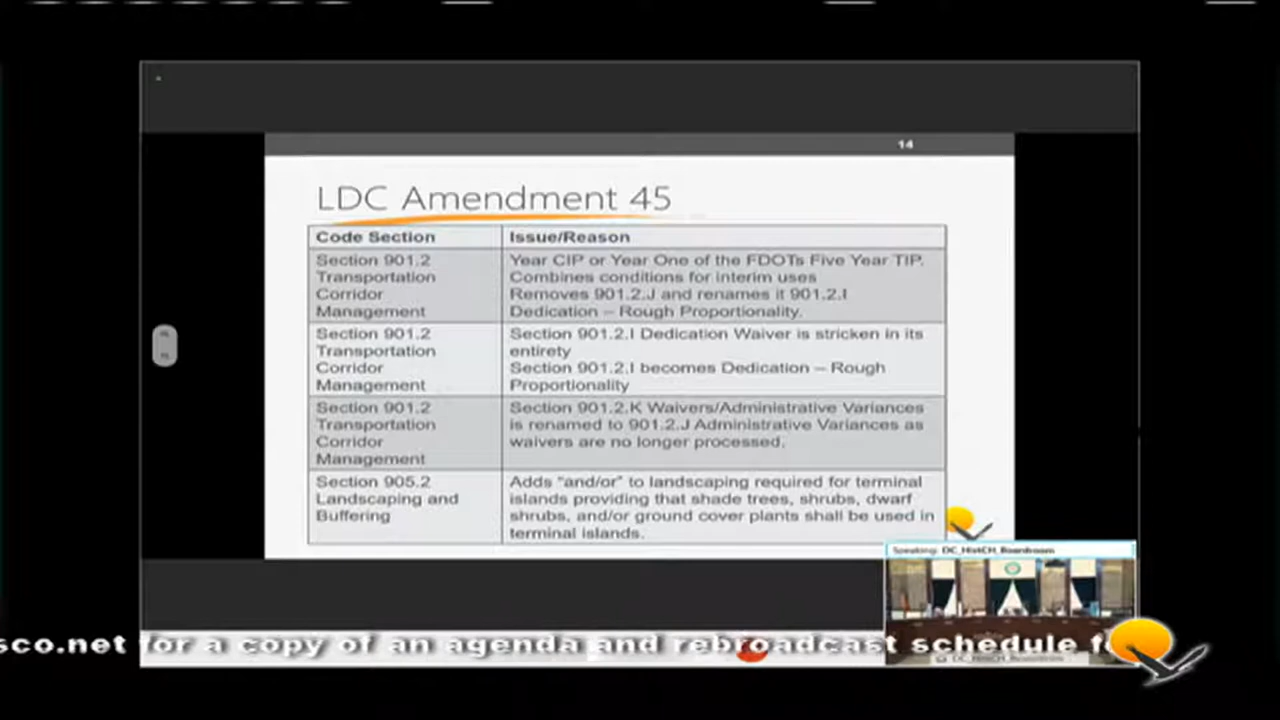 14
LDC Amendment 45
Code Section
Issue/Reason
Section 901.2
Transportation
Corridor
Management
Year CIP or Year One of the FDOTs Five Year TIP.
Combines conditions for interim uses
Removes 901.2.J and renames it 901.2.I
Dedication – Rough Proportionality.
Section 901.2
Transportation
Corridor
Management
Section 901.2.I Dedication Waiver is stricken in its
entirety
Section 901.2.I becomes Dedication – Rough
Proportionality
Section 901.2
Transportation
Corridor
Management
Section 901.2.K Waivers/Administrative Variances
is renamed to 901.2.J Administrative Variances as
waivers are no longer processed.
Section 905.2
Landscaping and
Buffering
Adds "and/or" to landscaping required for terminal
islands providing that shade trees, shrubs, dwarf
shrubs, and/or ground cover plants shall be used in
terminal islands.
Speaking: DC_HistCH_Boardroom
sco.net for a copy of an agenda and rebroadcast schedule f
DC_HistCH_Boardroom